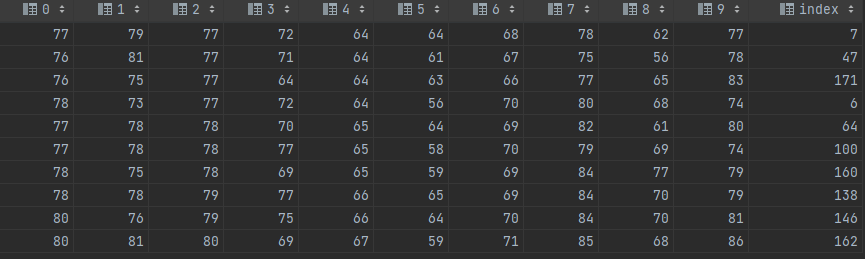 0 1 2 3 4 5 6 7 8 9 index
77 79 77 72 64 64 68 78 62 77 7
76 81 77 71 64 61 67 75 56 78 47
76 75 77 64 64 63 66 77 65 83 171
78 73 77 72 64 56 70 80 68 74 6
77 78 78 70 65 64 69 82 61 80 64
77 78 78 77 65 58 70 79 69 74 100
78 75 78 69 65 59 69 84 77 79 160
78 78 79 77 66 65 69 84 70 79 138
80 76 79 75 66 64 70 84 70 81 146
80 81 80 69 67 59 71 85 68 86 162